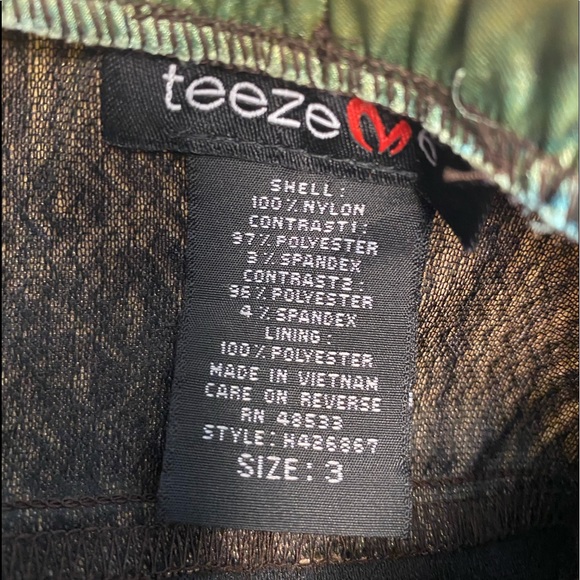 teeze
SHELL:
100% NYLON
CONTRAST1:
97% POLYESTER
3% SPANDEX
CONTRAST2:
96% POLYESTER
4% SPANDEX
LINING:
100% POLYESTER
MADE IN VIETNAM
CARE ON REVERSE
RN 48533
STYLE: H426867
SIZE: 3